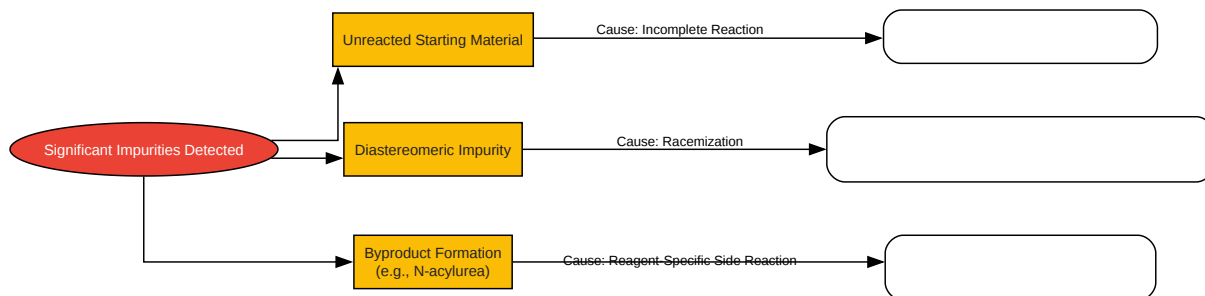 Unreacted Starting Material
Cause: Incomplete Reaction
Significant Impurities Detected
Diastereomeric Impurity
Cause: Racemization
Byproduct Formation
(e.g., N-acylurea)
Cause: Reagent-Specific Side Reaction